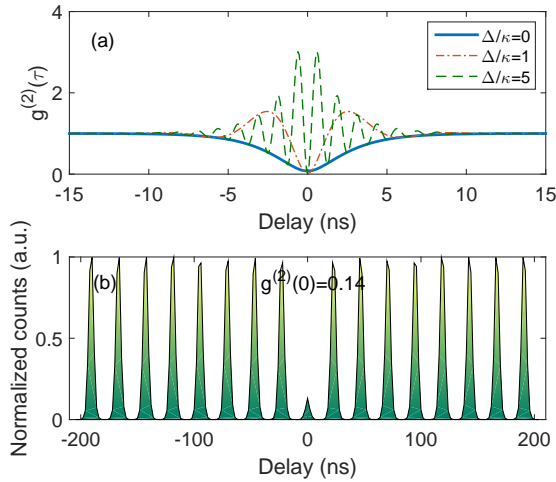 (a)
Δ/κ=0
Δ/κ=1
Δ/κ=5
g⁽²⁾(τ)
4
2
0
-15 -10 -5 0 5 10 15
Delay (ns)
(b)
g⁽²⁾(0)=0.14
Normalized counts (a.u.)
1
0.5
0
-200 -100 0 100 200
Delay (ns)